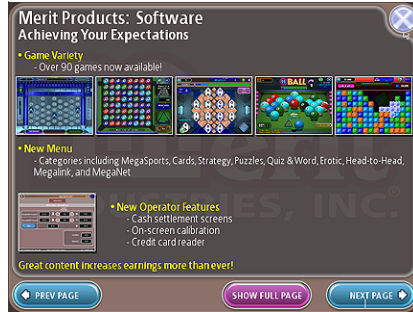 Merit Products: Software
Achieving Your Expectations
• Game Variety
- Over 90 games now available!
• New Menu
- Categories including MegaSports, Cards, Strategy, Puzzles, Quiz & Word, Erotic, Head-to-Head,
Megalink, and MegaNet
• New Operator Features
- Cash settlement screens
- On-screen calibration
- Credit card reader
Great content increases earnings more than ever!
PREV PAGE
SHOW FULL PAGE
NEXT PAGE